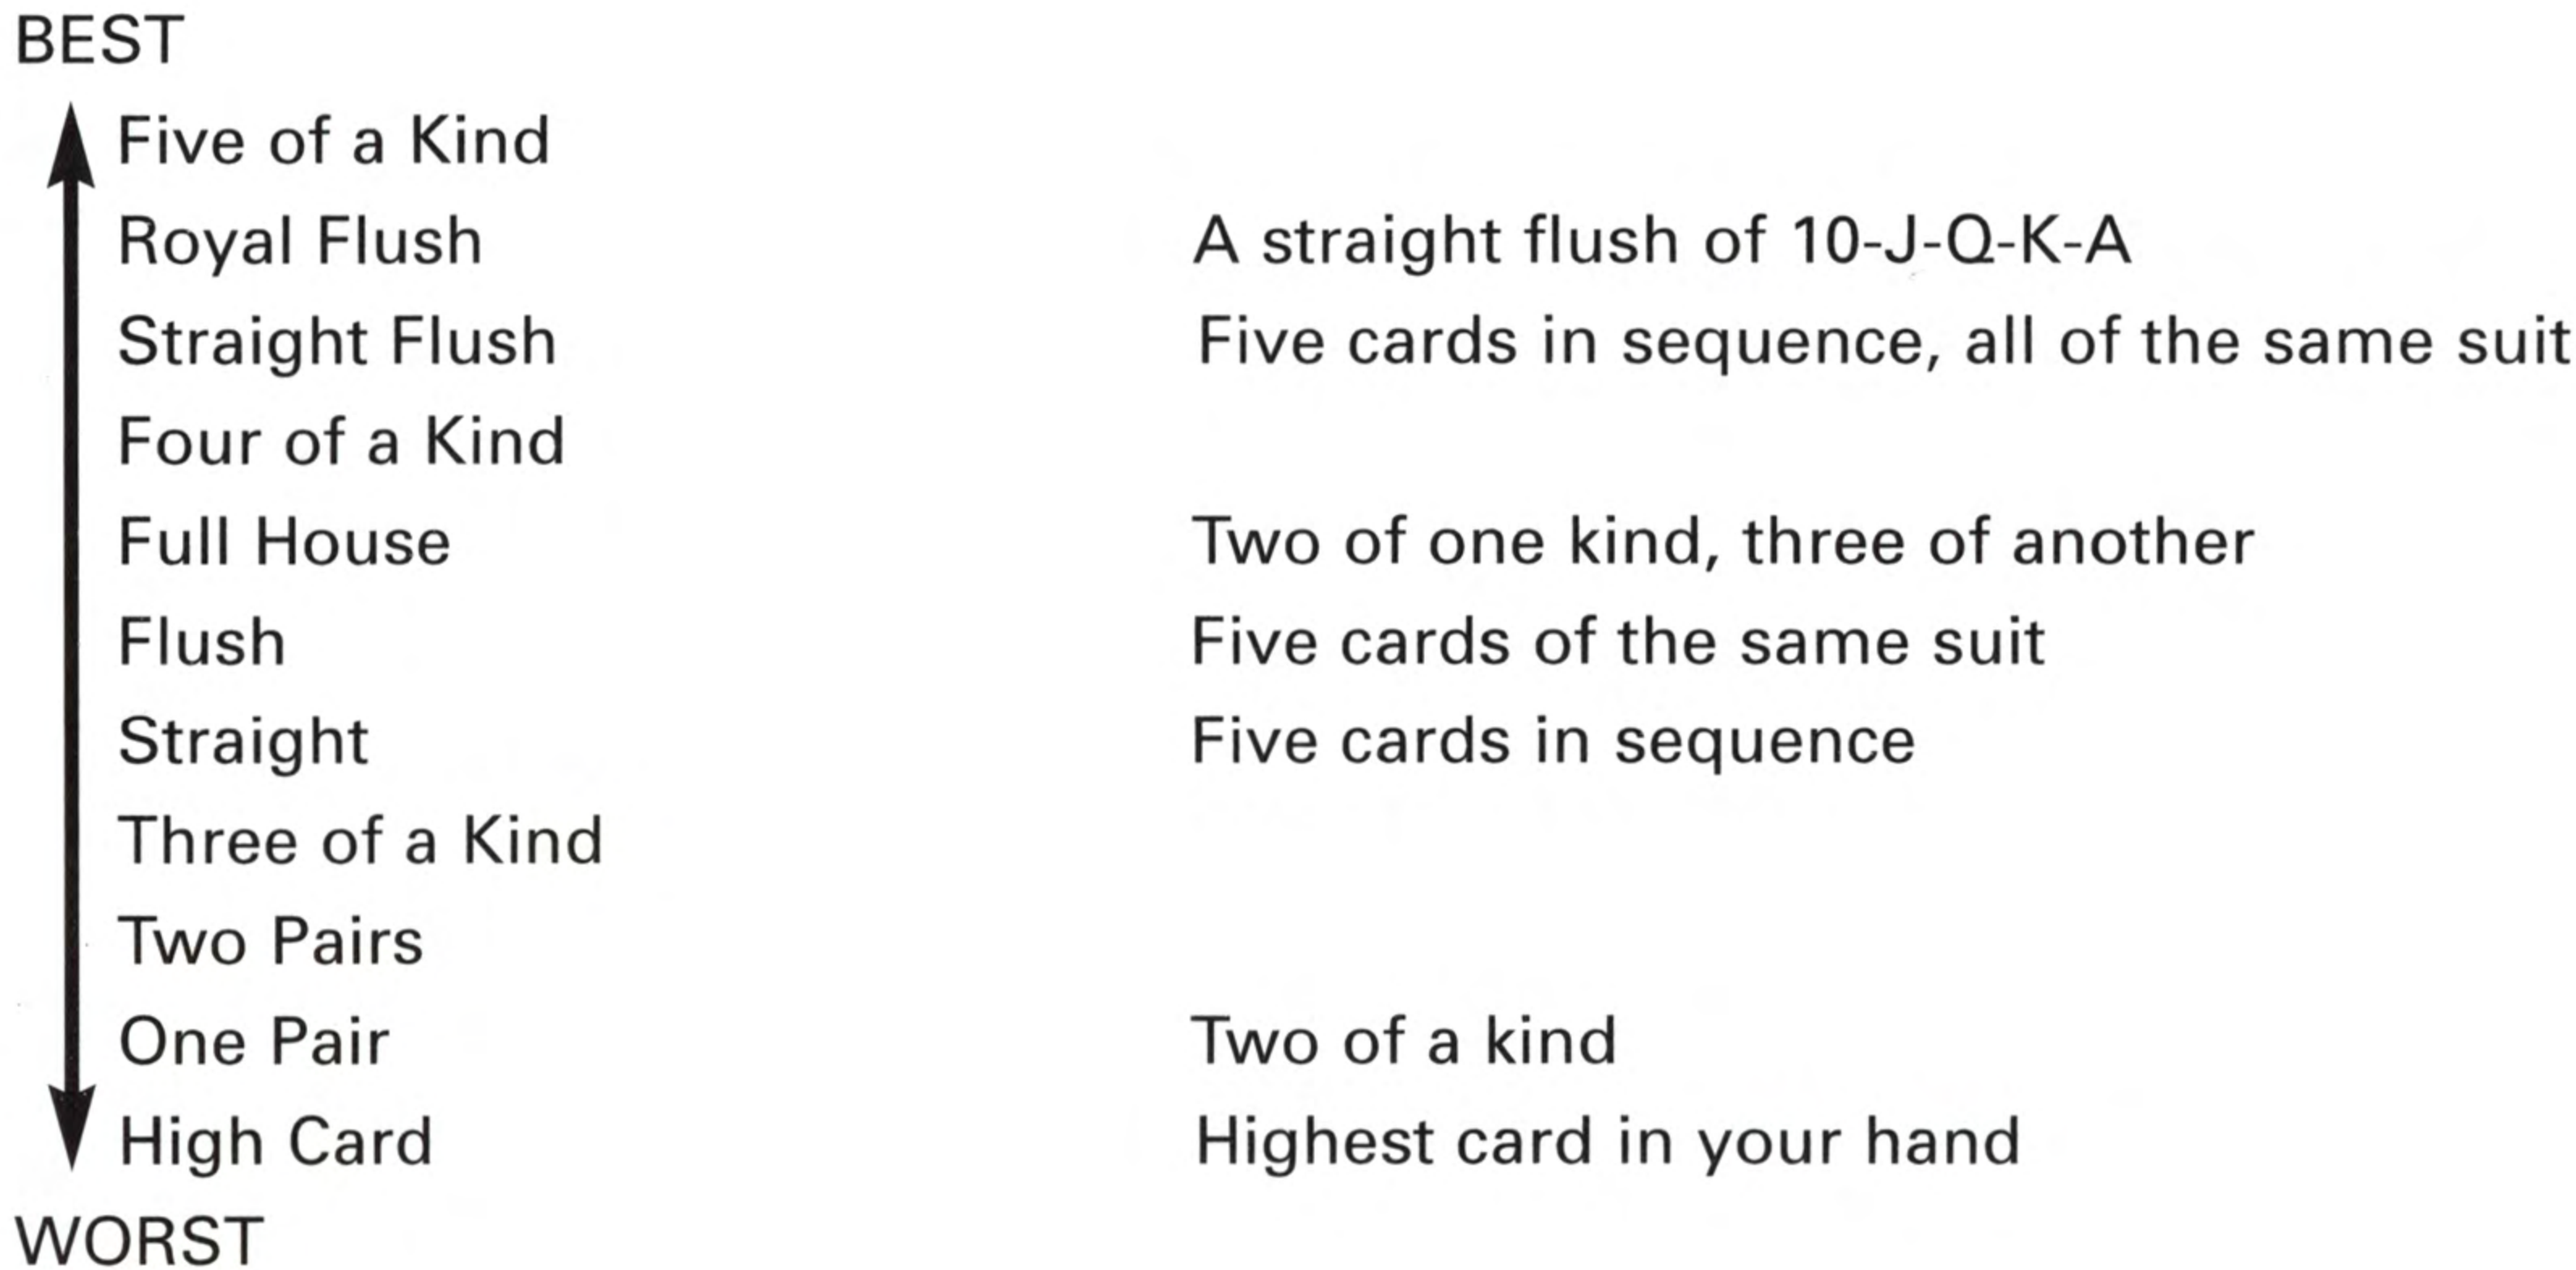 BEST
Five of a Kind
Royal Flush A straight flush of 10-J-Q-K-A
Straight Flush Five cards in sequence, all of the same suit
Four of a Kind
Full House Two of one kind, three of another
Flush Five cards of the same suit
Straight Five cards in sequence
Three of a Kind
Two Pairs
One Pair Two of a kind
High Card Highest card in your hand
WORST